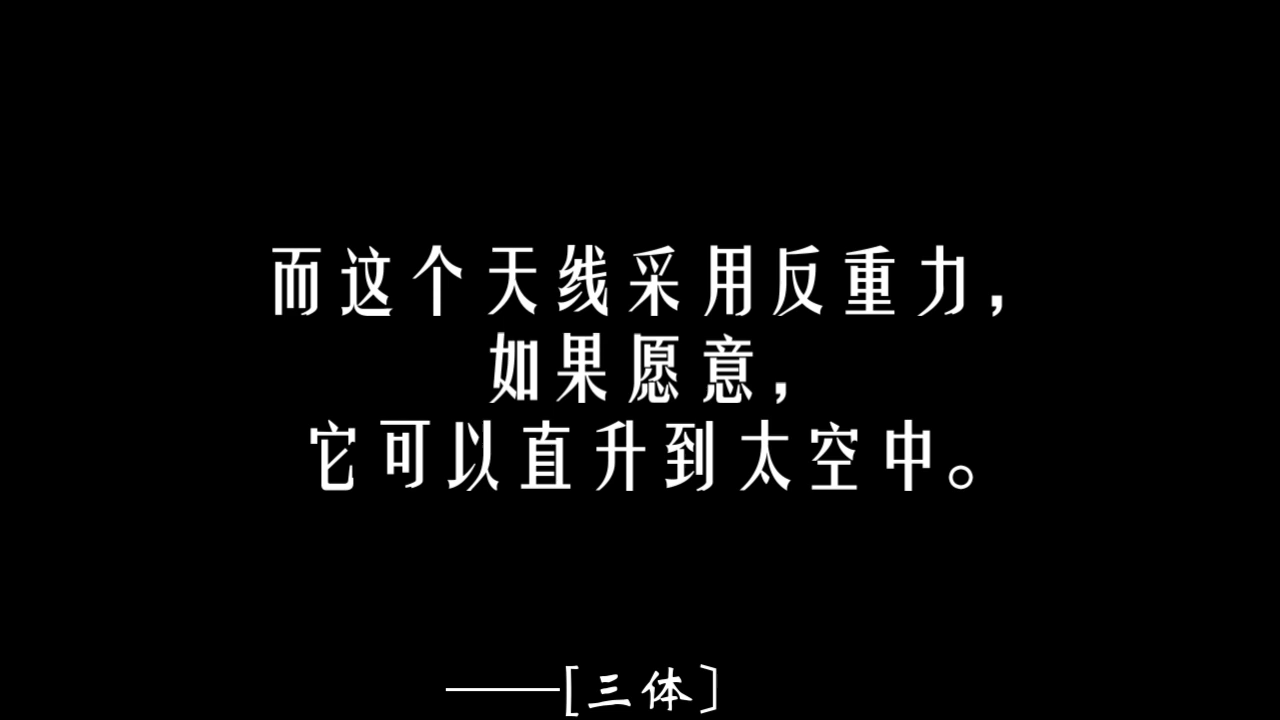 而这个天线采用反重力，
如果愿意，
它可以直升到太空中。
——[三体〕